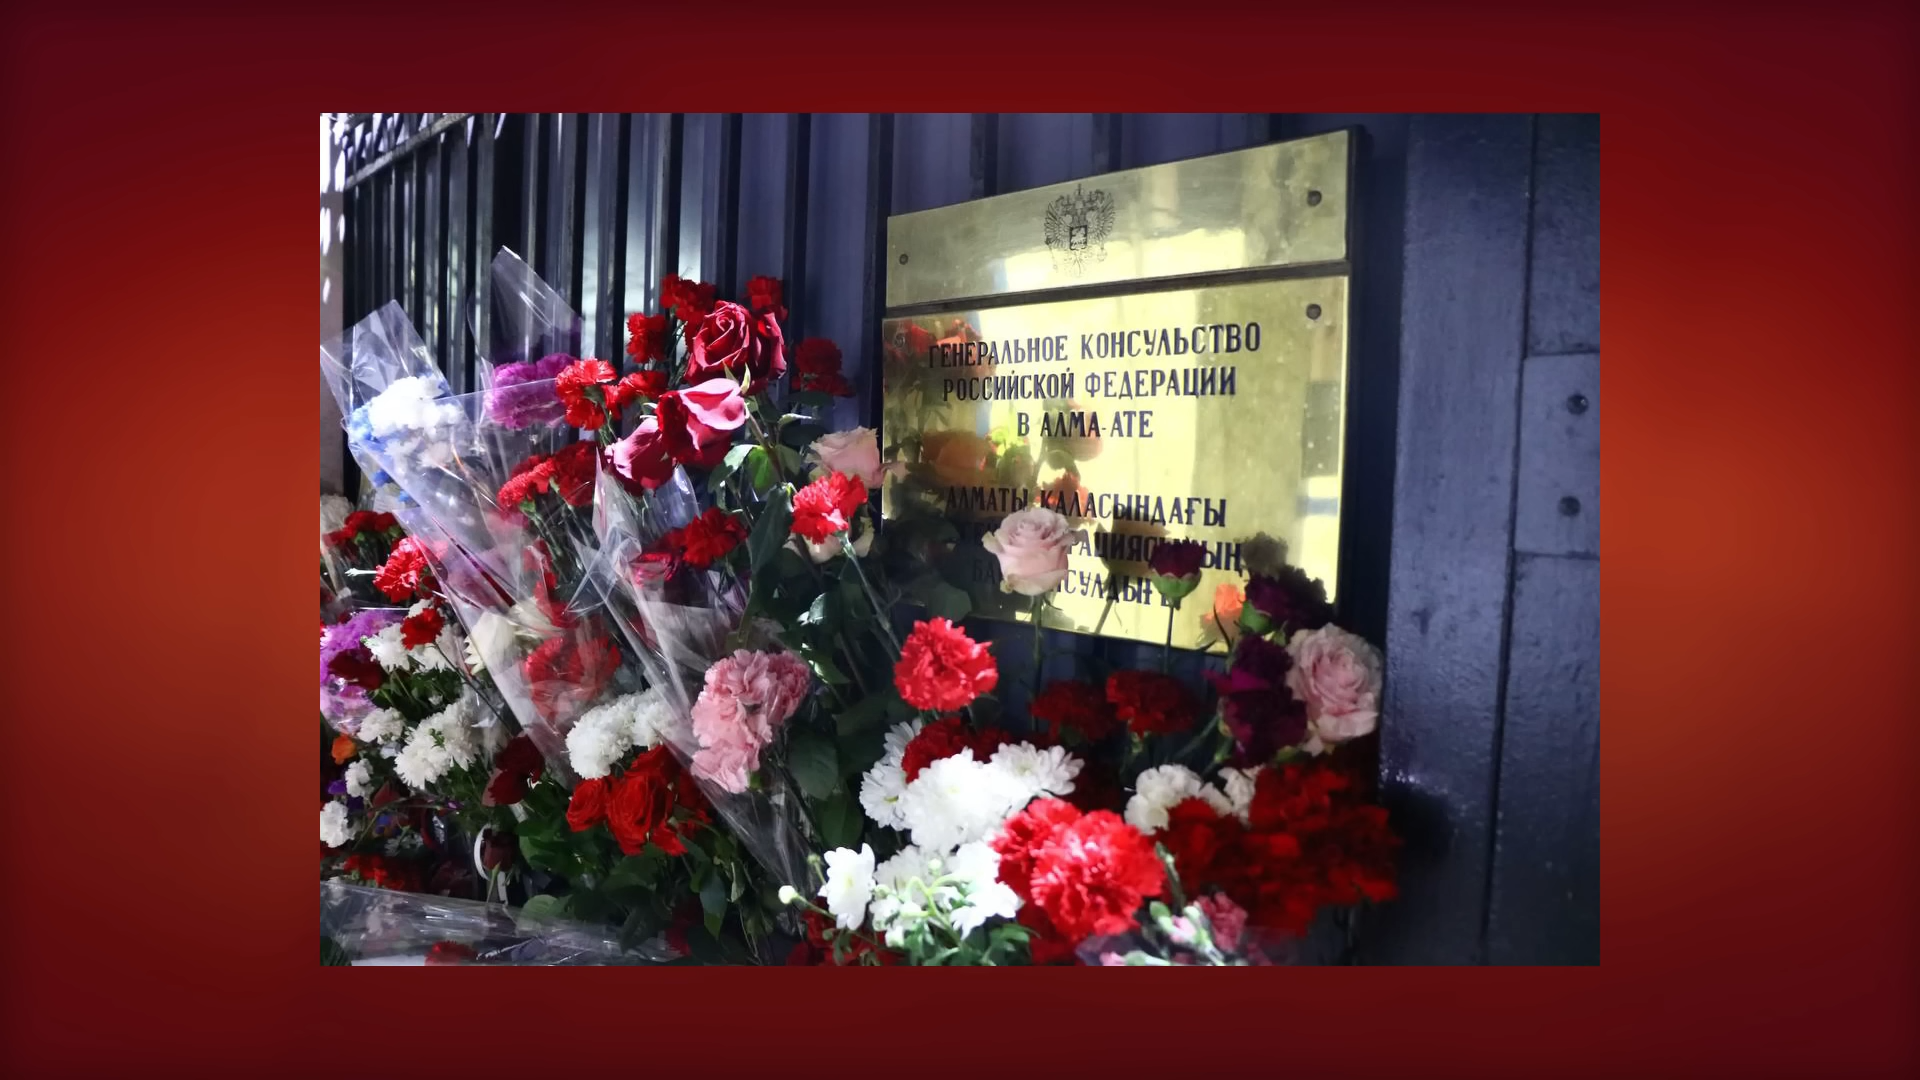 ГЕНЕРАЛЬНОЕ КОНСУЛЬСТВО
РОССИЙСКОЙ ФЕДЕРАЦИИ
В АЛМА-АТЕ
АЛМАТЫ ҚАЛАСЫНДАҒЫ